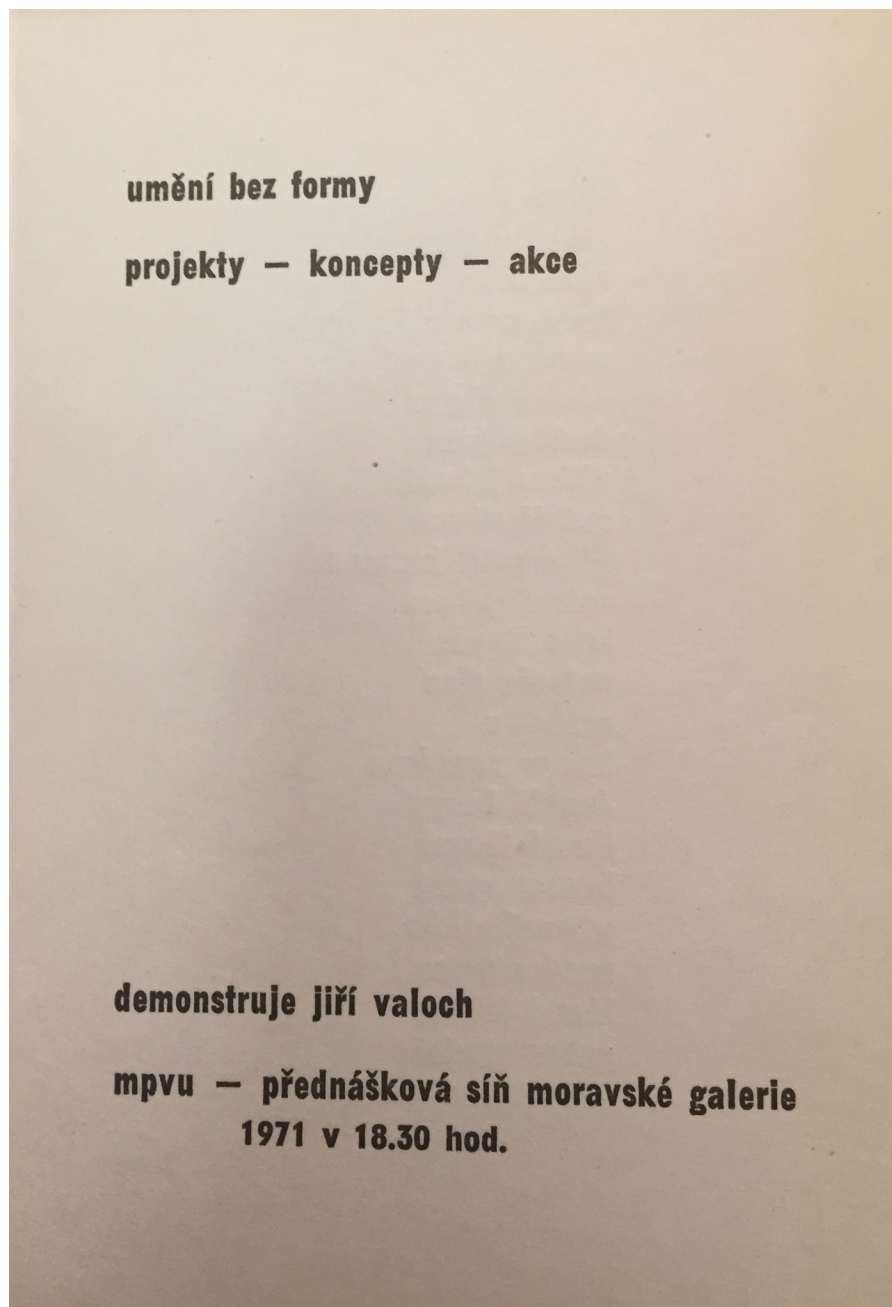 umění bez formy
projekty — koncepty — akce
demonstruje jiří valoch
mpvu — přednášková síň moravské galerie
1971 v 18.30 hod.